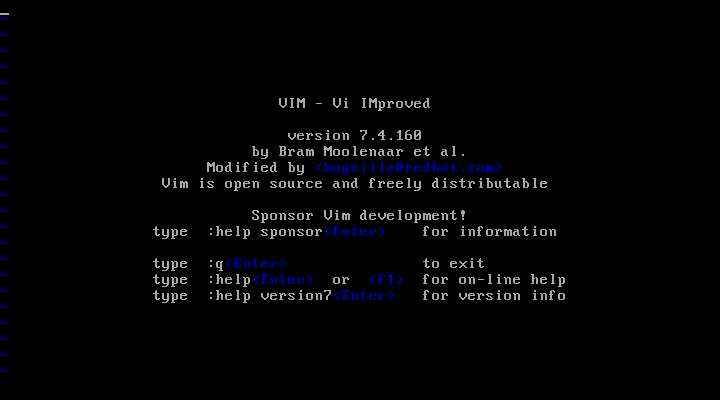 VIM - Vi IMproved
version 7.4.160
by Bram Moolenaar et al.
Modified by <bugzilla@redhat.com>
Vim is open source and freely distributable
Sponsor Vim development!
type :help sponsor<Enter> for information
type :q<Enter> to exit
type :help<Enter> or <F1> for on-line help
type :help version7<Enter> for version info